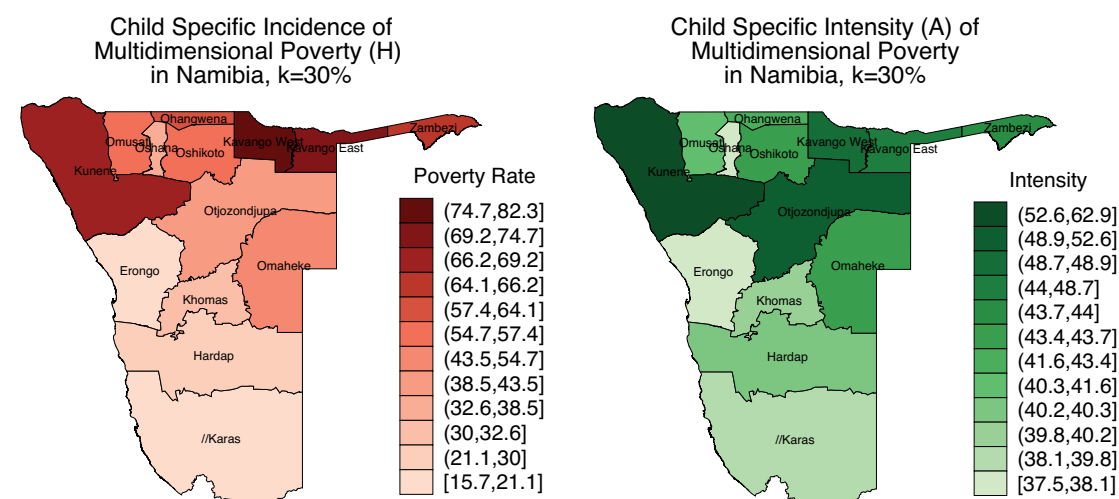 Child Specific Incidence of
Multidimensional Poverty (H)
in Namibia, k=30%
Ohangwena
Zambezi
Omusati
Oshana
Oshikoto
Kavango West
Kavango East
Kunene
Otjozondjupa
Erongo
Omaheke
Khomas
Hardap
//Karas
Poverty Rate
(74.7,82.3]
(69.2,74.7]
(66.2,69.2]
(64.1,66.2]
(57.4,64.1]
(54.7,57.4]
(43.5,54.7]
(38.5,43.5]
(32.6,38.5]
(30,32.6]
(21.1,30]
[15.7,21.1]
Child Specific Intensity (A) of
Multidimensional Poverty
in Namibia, k=30%
Ohangwena
Zambezi
Omusati
Oshana
Oshikoto
Kavango West
Kavango East
Kunene
Otjozondjupa
Erongo
Omaheke
Khomas
Hardap
//Karas
Intensity
(52.6,62.9]
(48.9,52.6]
(48.7,48.9]
(44,48.7]
(43.7,44]
(43.4,43.7]
(41.6,43.4]
(40.3,41.6]
(40.2,40.3]
(39.8,40.2]
(38.1,39.8]
[37.5,38.1]